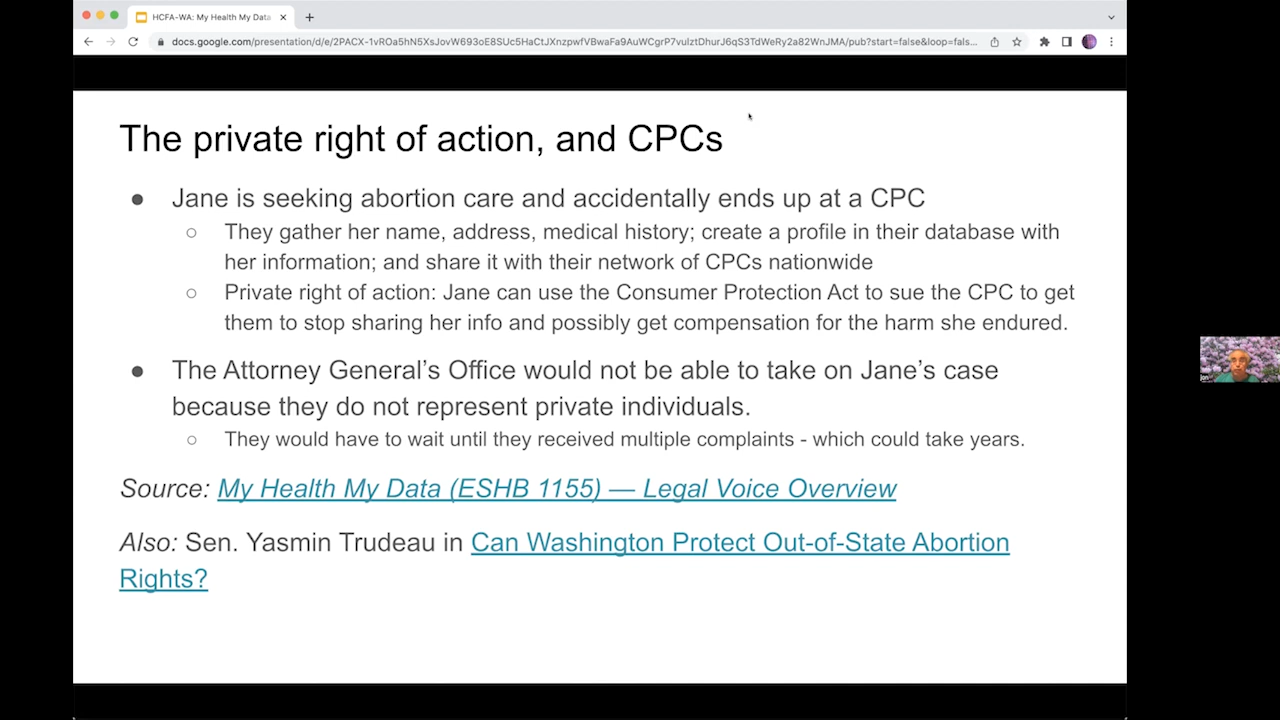 HCFA-WA: My Health My Data
docs.google.com/presentation/d/e/2PACX-1vROa5hN5XsJovW693oE8SUc5HaCtJXnzpwfVBwaFa9AuWCgrP7vulztDhurJ6qS3TdWeRy2a82WnJMA/pub?start=false&loop=fals...
The private right of action, and CPCs
● Jane is seeking abortion care and accidentally ends up at a CPC
○ They gather her name, address, medical history; create a profile in their database with
her information; and share it with their network of CPCs nationwide
○ Private right of action: Jane can use the Consumer Protection Act to sue the CPC to get
them to stop sharing her info and possibly get compensation for the harm she endured.
● The Attorney General’s Office would not be able to take on Jane’s case
because they do not represent private individuals.
○ They would have to wait until they received multiple complaints - which could take years.
Source: My Health My Data (ESHB 1155) — Legal Voice Overview
Also: Sen. Yasmin Trudeau in Can Washington Protect Out-of-State Abortion
Rights?
jon